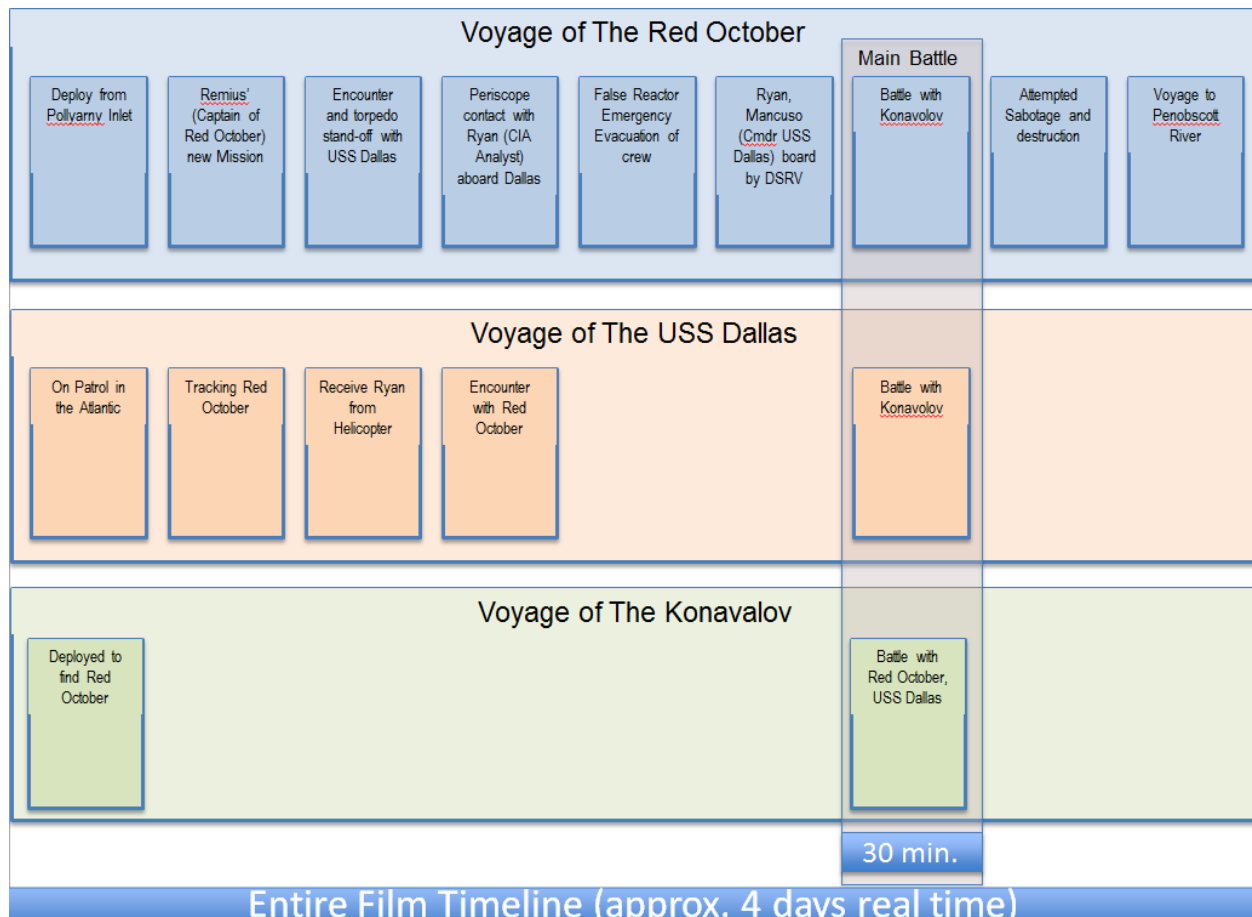 Voyage of The Red October
Main Battle
Deploy from
Pollyarny Inlet
Remius'
(Captain of
Red October)
new Mission
Encounter
and torpedo
stand-off with
USS Dallas
Periscope
contact with
Ryan (CIA
Analyst)
aboard Dallas
False Reactor
Emergency
Evacuation of
crew
Ryan,
Mancuso
(Cmdr USS
Dallas) board
by DSRV
Battle with
Konavolov
Attempted
Sabotage and
destruction
Voyage to
Penobscott
River
Voyage of The USS Dallas
On Patrol in
the Atlantic
Tracking Red
October
Receive Ryan
from
Helicopter
Encounter
with Red
October
Battle with
Konavolov
Voyage of The Konavalov
Deployed to
find Red
October
Battle with
Red October,
USS Dallas
30 min.
Entire Film Timeline (approx. 4 days real time)